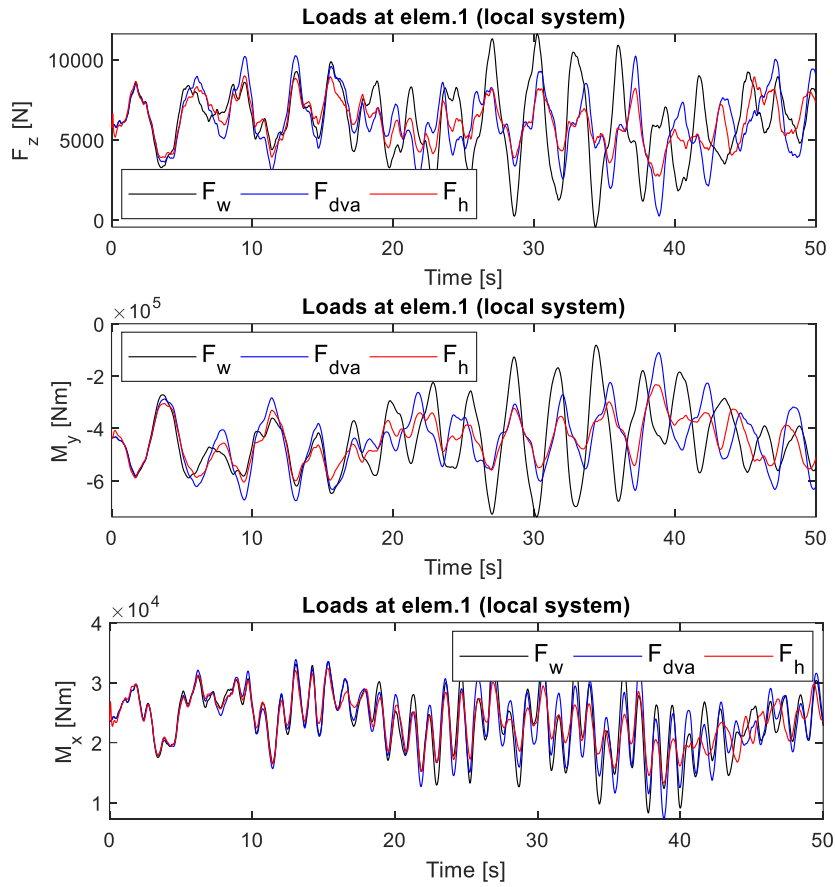 Loads at elem.1 (local system)
10000
5000
0
F_z [N]
F_w F_dva F_h
0 10 20 30 40 50
Time [s]
×10^5
Loads at elem.1 (local system)
0
-2
-4
-6
M_y [Nm]
F_w F_dva F_h
0 10 20 30 40 50
Time [s]
×10^4
Loads at elem.1 (local system)
4
3
2
1
M_x [Nm]
F_w F_dva F_h
0 10 20 30 40 50
Time [s]